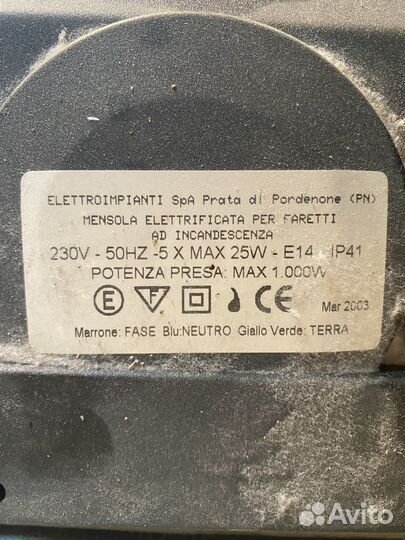 ELETTROIMPIANTI SpA Prata di Pordenone (PN)
MENSOLA ELETTRIFICATA PER FARETTI
AD INCANDESCENZA
230V - 50HZ -5 X MAX 25W - E14 - IP41
POTENZA PRESA: MAX 1.000W
E F CE Mar 2003
Marrone: FASE Blu:NEUTRO Giallo Verde: TERRA
Avito